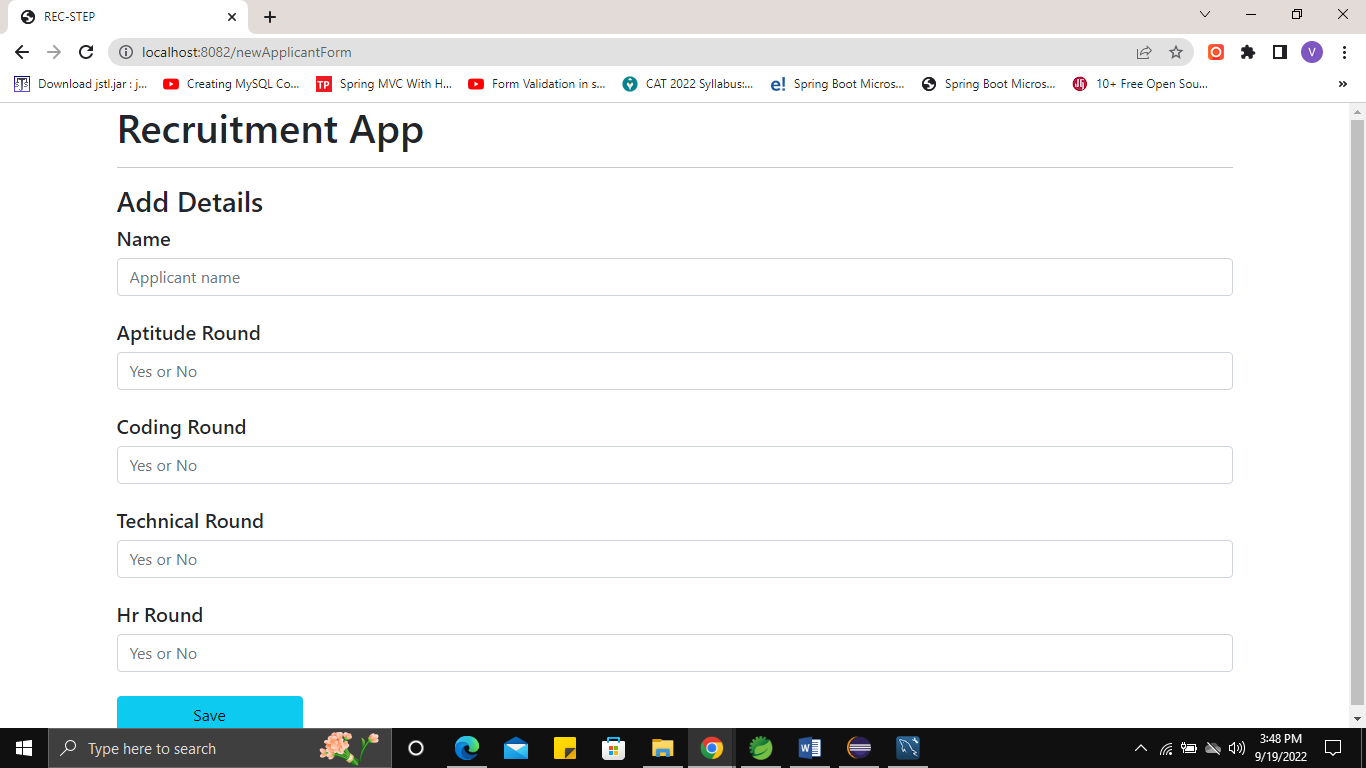 REC-STEP
localhost:8082/newApplicantForm
V
Download jstl.jar : j... Creating MySQL Co... TP Spring MVC With H... Form Validation in s... CAT 2022 Syllabus:... e! Spring Boot Micros... Spring Boot Micros... 10+ Free Open Sou... »
Recruitment App
Add Details
Name
Applicant name
Aptitude Round
Yes or No
Coding Round
Yes or No
Technical Round
Yes or No
Hr Round
Yes or No
Save
Type here to search
3:48 PM
9/19/2022